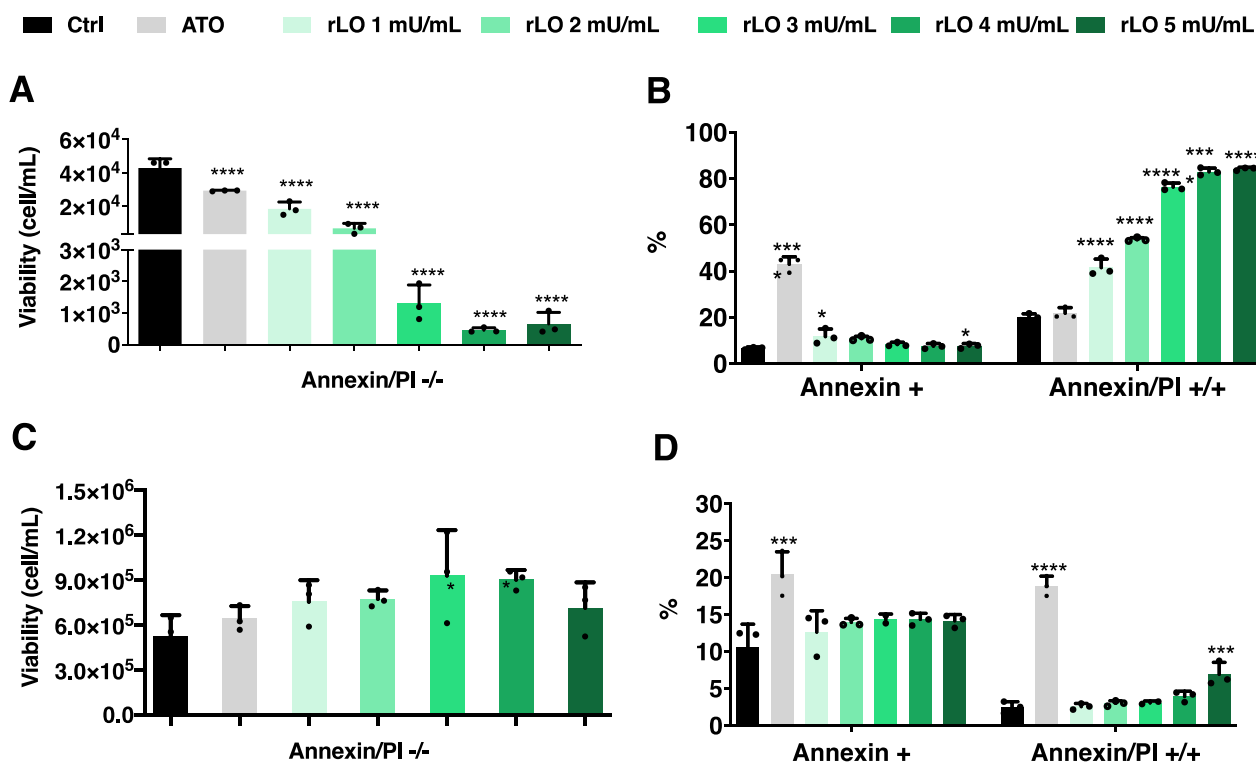 Ctrl ATO rLO 1 mU/mL rLO 2 mU/mL rLO 3 mU/mL rLO 4 mU/mL rLO 5 mU/mL
A
Viability (cell/mL)
6×10⁴
4×10⁴
2×10⁴
3×10³
2×10³
1×10³
0
**** **** **** **** **** ****
Annexin/PI -/-
B
%
100
80
60
40
20
0
***
*
* *
**** **** **** ***
*
****
Annexin + Annexin/PI +/+
C
Viability (cell/mL)
1.5×10⁶
1.2×10⁶
9.0×10⁵
6.0×10⁵
3.0×10⁵
0.0
* *
Annexin/PI -/-
D
%
30
25
20
15
10
5
0
*** **** ***
Annexin + Annexin/PI +/+